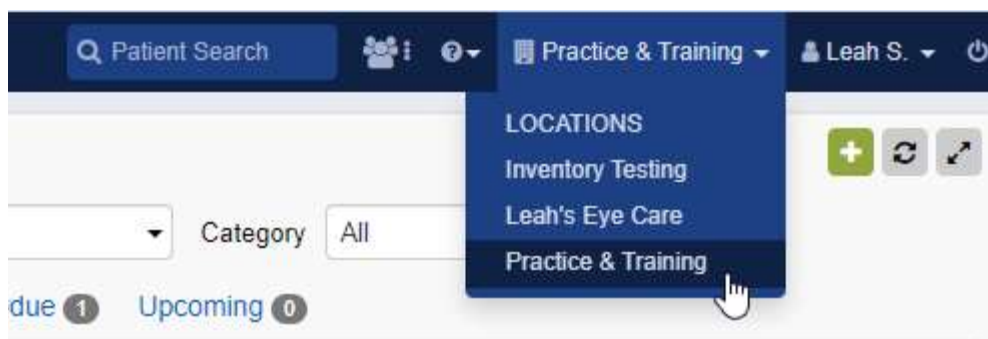 Patient Search Practice & Training Leah S.
LOCATIONS
Inventory Testing
Leah's Eye Care
Practice & Training
Category All
due 1 Upcoming 0